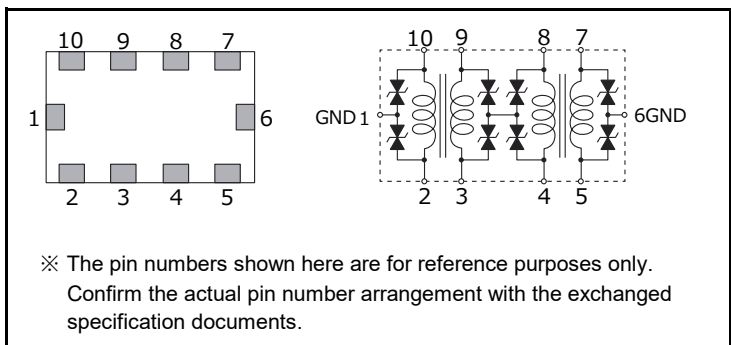 10 9 8 7
1 6
2 3 4 5
10 9 8 7
GND 1 6GND
2 3 4 5
※ The pin numbers shown here are for reference purposes only.
Confirm the actual pin number arrangement with the exchanged
specification documents.